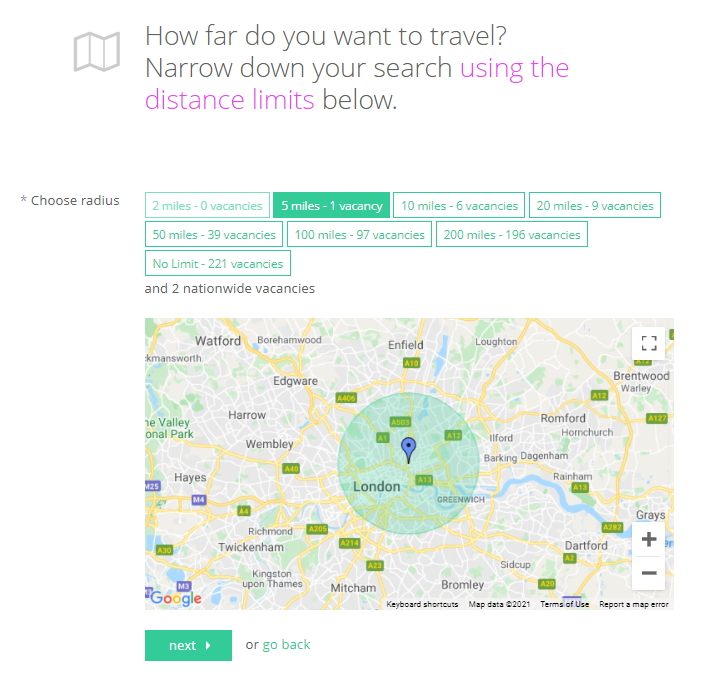 How far do you want to travel?
Narrow down your search using the
distance limits below.
* Choose radius
2 miles - 0 vacancies 5 miles - 1 vacancy 10 miles - 6 vacancies 20 miles - 9 vacancies
50 miles - 39 vacancies 100 miles - 97 vacancies 200 miles - 196 vacancies
No Limit - 221 vacancies
and 2 nationwide vacancies
Watford Borehamwood Enfield Loughton
kmansworth
A10
Edgware Brentwood
Warley
A406 A12
Harrow A503 Romford A127
ne Valley
onal Park
Wembley A1 A12 Ilford Hornchurch
Barking Dagenham
Hayes A40 A13 Rainham
M25 London A13
M4 GREENWICH
A4 Grays
Richmond A205 A282
Twickenham A214 Dartford
A30 A2
Kingston
upon Thames A23 Sidcup
M3 Mitcham Bromley A20
Google Keyboard shortcuts Map data ©2021 Terms of Use Report a map error
next or go back